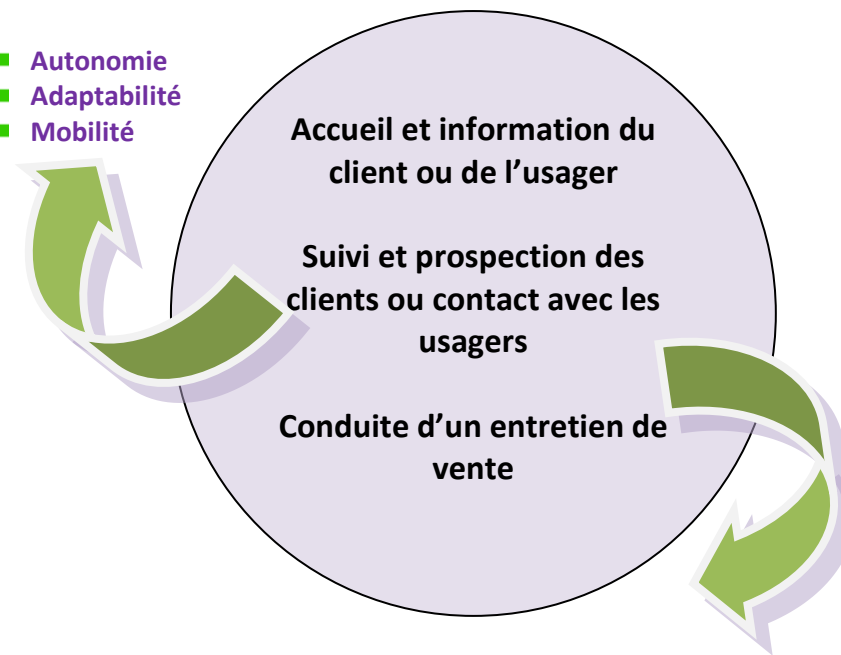 Autonomie
Adaptabilité
Mobilité
Accueil et information du
client ou de l’usager
Suivi et prospection des
clients ou contact avec les
usagers
Conduite d’un entretien de
vente